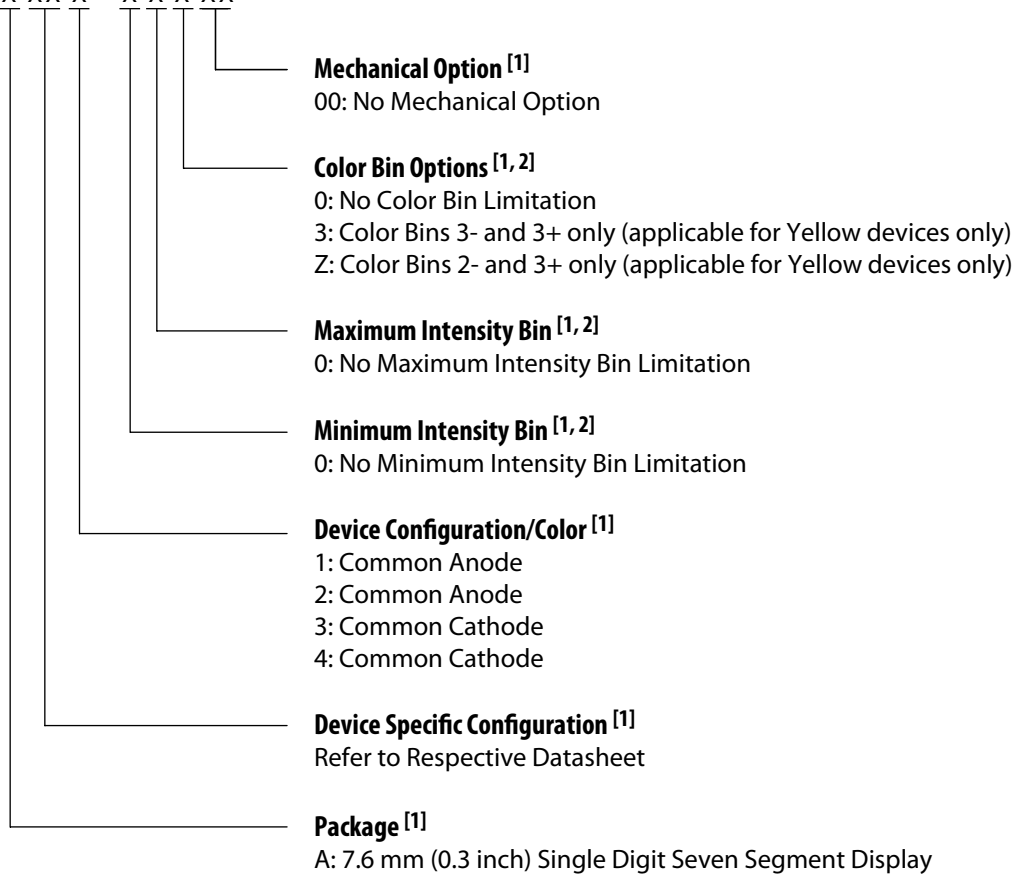 Mechanical Option [1]
00: No Mechanical Option
Color Bin Options [1, 2]
0: No Color Bin Limitation
3: Color Bins 3- and 3+ only (applicable for Yellow devices only)
Z: Color Bins 2- and 3+ only (applicable for Yellow devices only)
Maximum Intensity Bin [1, 2]
0: No Maximum Intensity Bin Limitation
Minimum Intensity Bin [1, 2]
0: No Minimum Intensity Bin Limitation
Device Configuration/Color [1]
1: Common Anode
2: Common Anode
3: Common Cathode
4: Common Cathode
Device Specific Configuration [1]
Refer to Respective Datasheet
Package [1]
A: 7.6 mm (0.3 inch) Single Digit Seven Segment Display